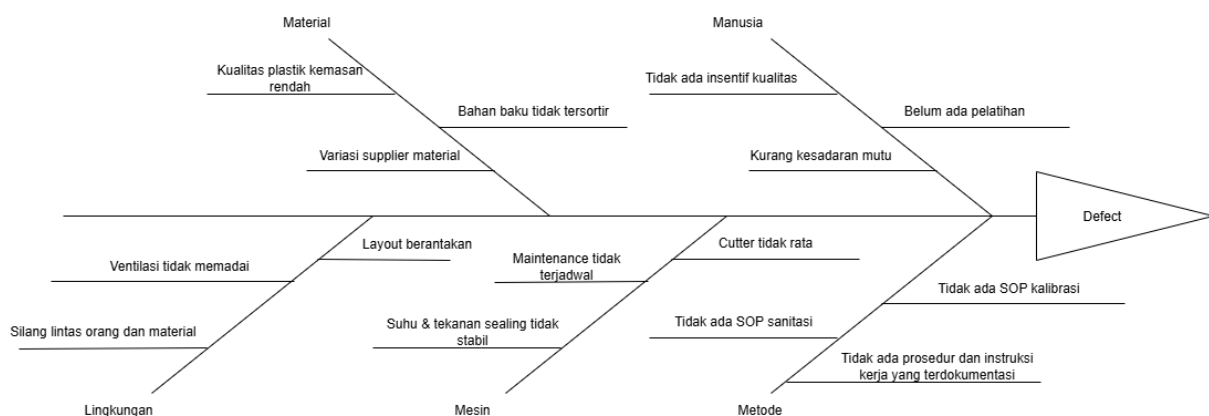 Material
Manusia
Kualitas plastik kemasan
rendah
Tidak ada insentif kualitas
Bahan baku tidak tersortir
Belum ada pelatihan
Variasi supplier material
Kurang kesadaran mutu
Defect
Layout berantakan
Cutter tidak rata
Ventilasi tidak memadai
Maintenance tidak
terjadwal
Tidak ada SOP kalibrasi
Silang lintas orang dan material
Suhu & tekanan sealing tidak
stabil
Tidak ada SOP sanitasi
Tidak ada prosedur dan instruksi
kerja yang terdokumentasi
Lingkungan
Mesin
Metode